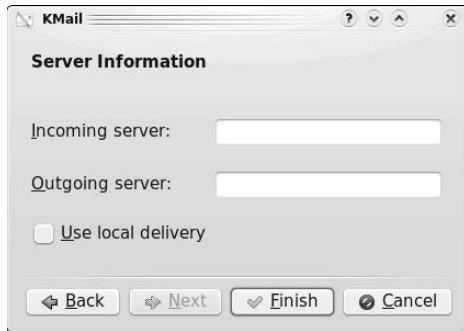 KMail
Server Information
Incoming server:
Outgoing server:
Use local delivery
Back Next Finish Cancel